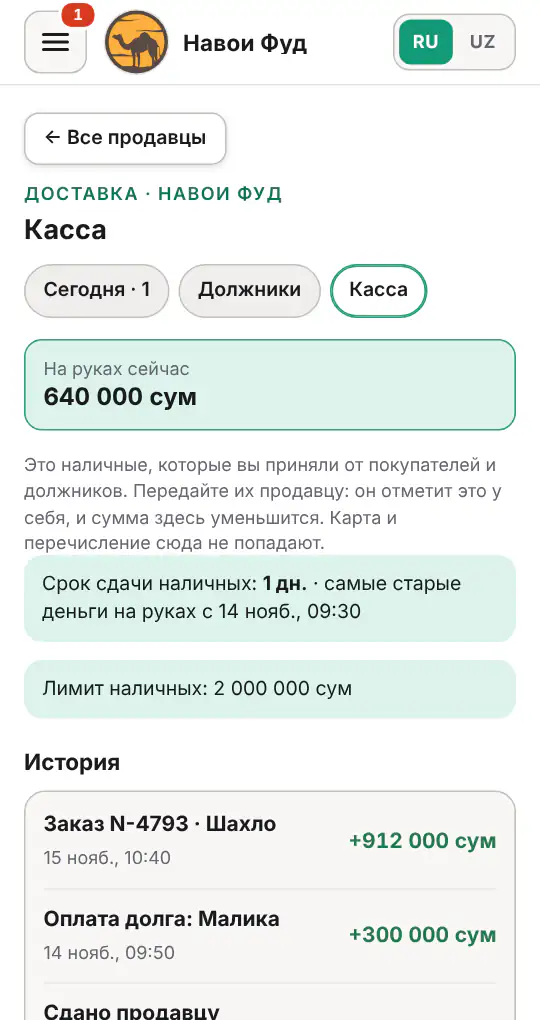 1
Навои Фуд
RU UZ
← Все продавцы
ДОСТАВКА · НАВОИ ФУД
Касса
Сегодня · 1 Должники Касса
На руках сейчас
640 000 сум
Это наличные, которые вы приняли от покупателей и
должников. Передайте их продавцу: он отметит это у
себя, и сумма здесь уменьшится. Карта и
перечисление сюда не попадают.
Срок сдачи наличных: 1 дн. · самые старые
деньги на руках с 14 нояб., 09:30
Лимит наличных: 2 000 000 сум
История
Заказ N-4793 · Шахло
+912 000 сум
15 нояб., 10:40
Оплата долга: Малика
+300 000 сум
14 нояб., 09:50
Сдано продавцу